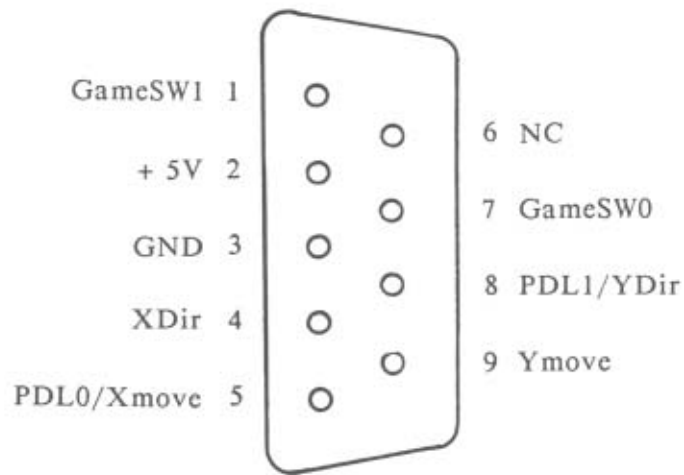 GameSW1 1
+ 5V 2
GND 3
XDir 4
PDL0/Xmove 5
6 NC
7 GameSW0
8 PDL1/YDir
9 Ymove